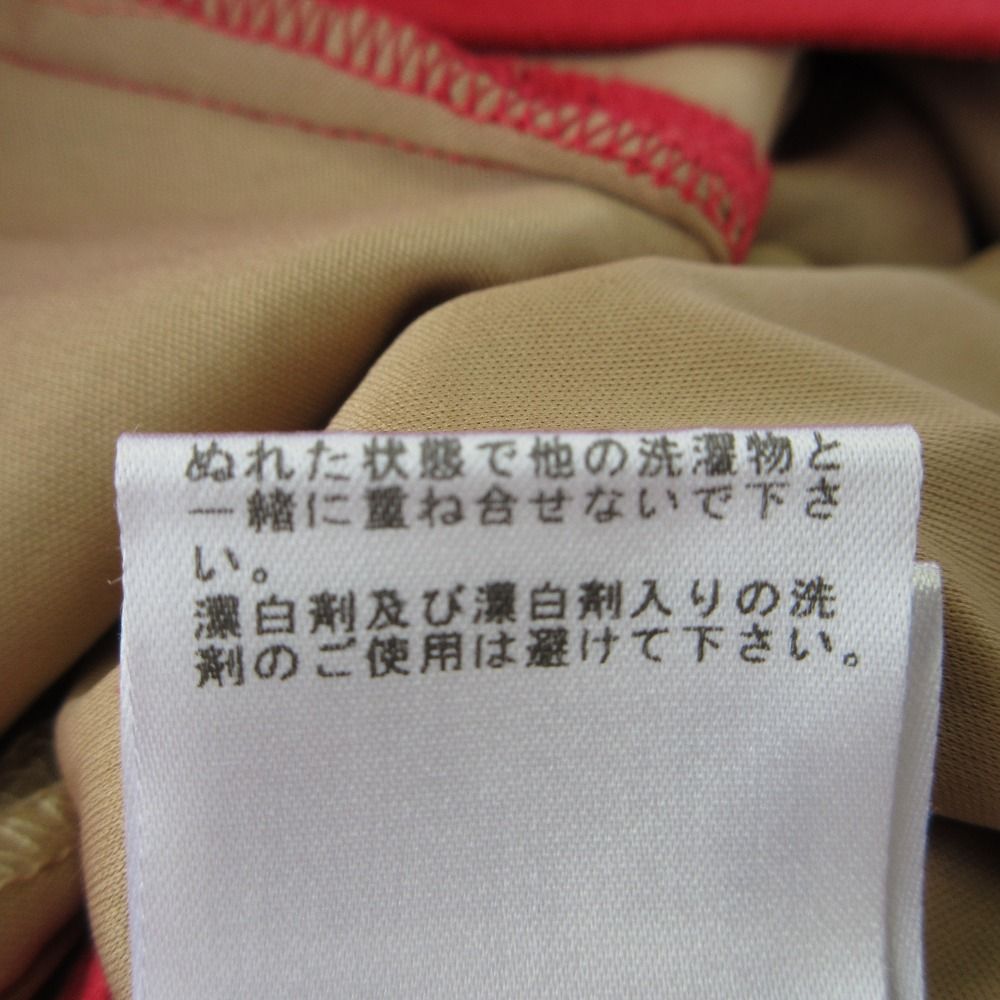 ぬれた状態で他の洗濯物と
一緒に重ね合せないで下さ
い。
漂白剤及び漂白剤入りの洗
剤のご使用は避けて下さい。